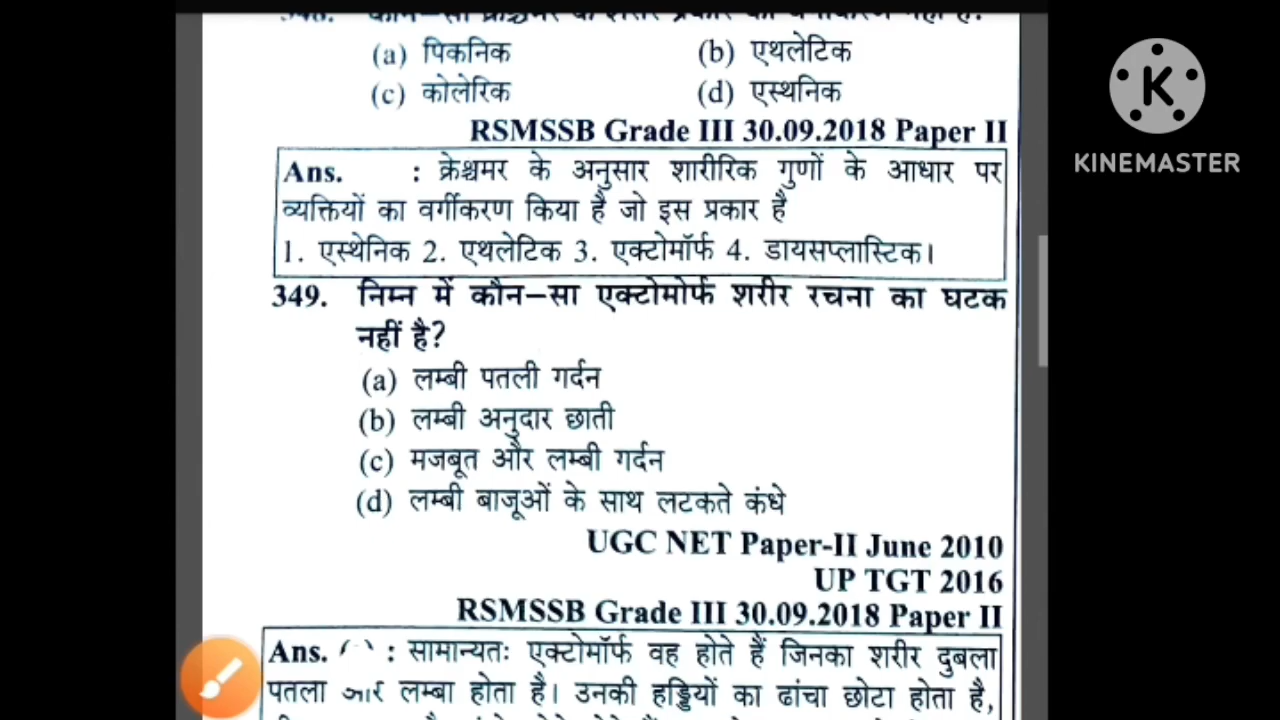 (a) पिकनिक (b) एथलेटिक
(c) कोलेरिक (d) एस्थनिक
RSMSSB Grade III 30.09.2018 Paper II
Ans. : क्रेश्चमर के अनुसार शारीरिक गुणों के आधार पर
व्यक्तियों का वर्गीकरण किया है जो इस प्रकार है
1. एस्थेनिक 2. एथलेटिक 3. एक्टोमॉर्फ 4. डायसप्लास्टिक।
349. निम्न में कौन–सा एक्टोमोर्फ शरीर रचना का घटक
नहीं है?
(a) लम्बी पतली गर्दन
(b) लम्बी अनुदार छाती
(c) मजबूत और लम्बी गर्दन
(d) लम्बी बाजूओं के साथ लटकते कंधे
UGC NET Paper-II June 2010
UP TGT 2016
RSMSSB Grade III 30.09.2018 Paper II
Ans. : सामान्यतः एक्टोमॉर्फ वह होते हैं जिनका शरीर दुबला
पतला और लम्बा होता है। उनकी हड्डियों का ढांचा छोटा होता है,
K
KINEMASTER